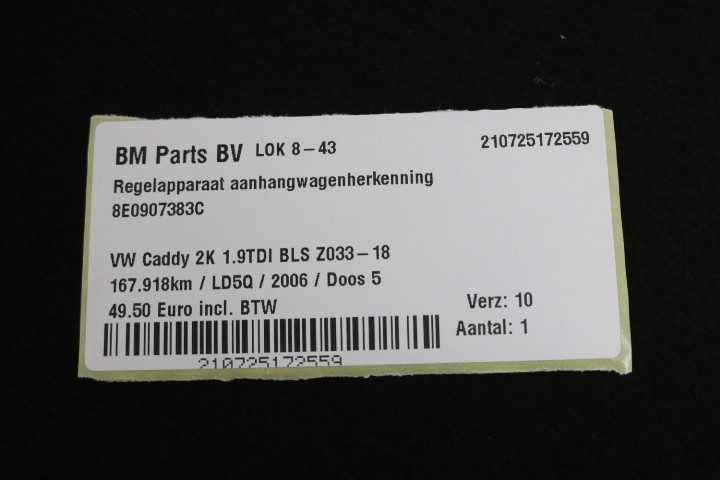 BM Parts BV LOK 8-43 210725172559
Regelapparaat aanhangwagenherkenning
8E0907383C
VW Caddy 2K 1.9TDI BLS Z033-18
167.918km / LD5Q / 2006 / Doos 5
49.50 Euro incl. BTW Verz: 10
Aantal: 1
210725172559